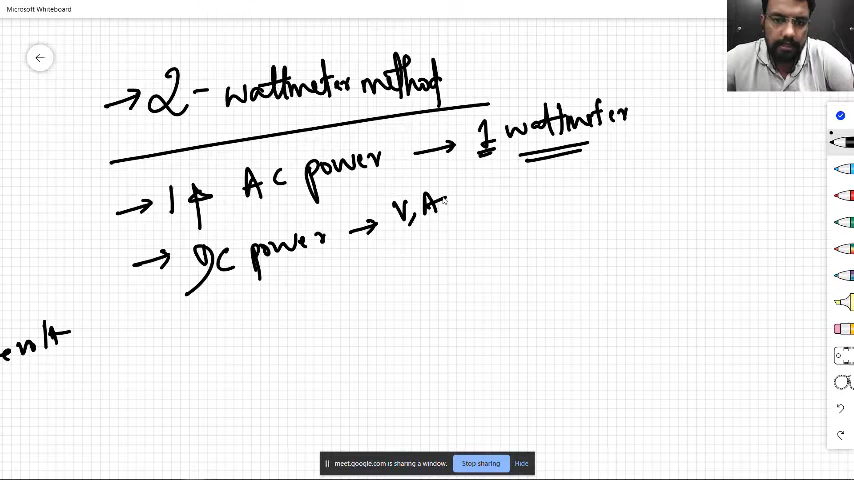 Microsoft Whiteboard
→ 2 - wattmeter method
→ 1 ϕ AC power → 1 wattmeter
→ DC power → V, A
meet.google.com is sharing a window. Stop sharing Hide